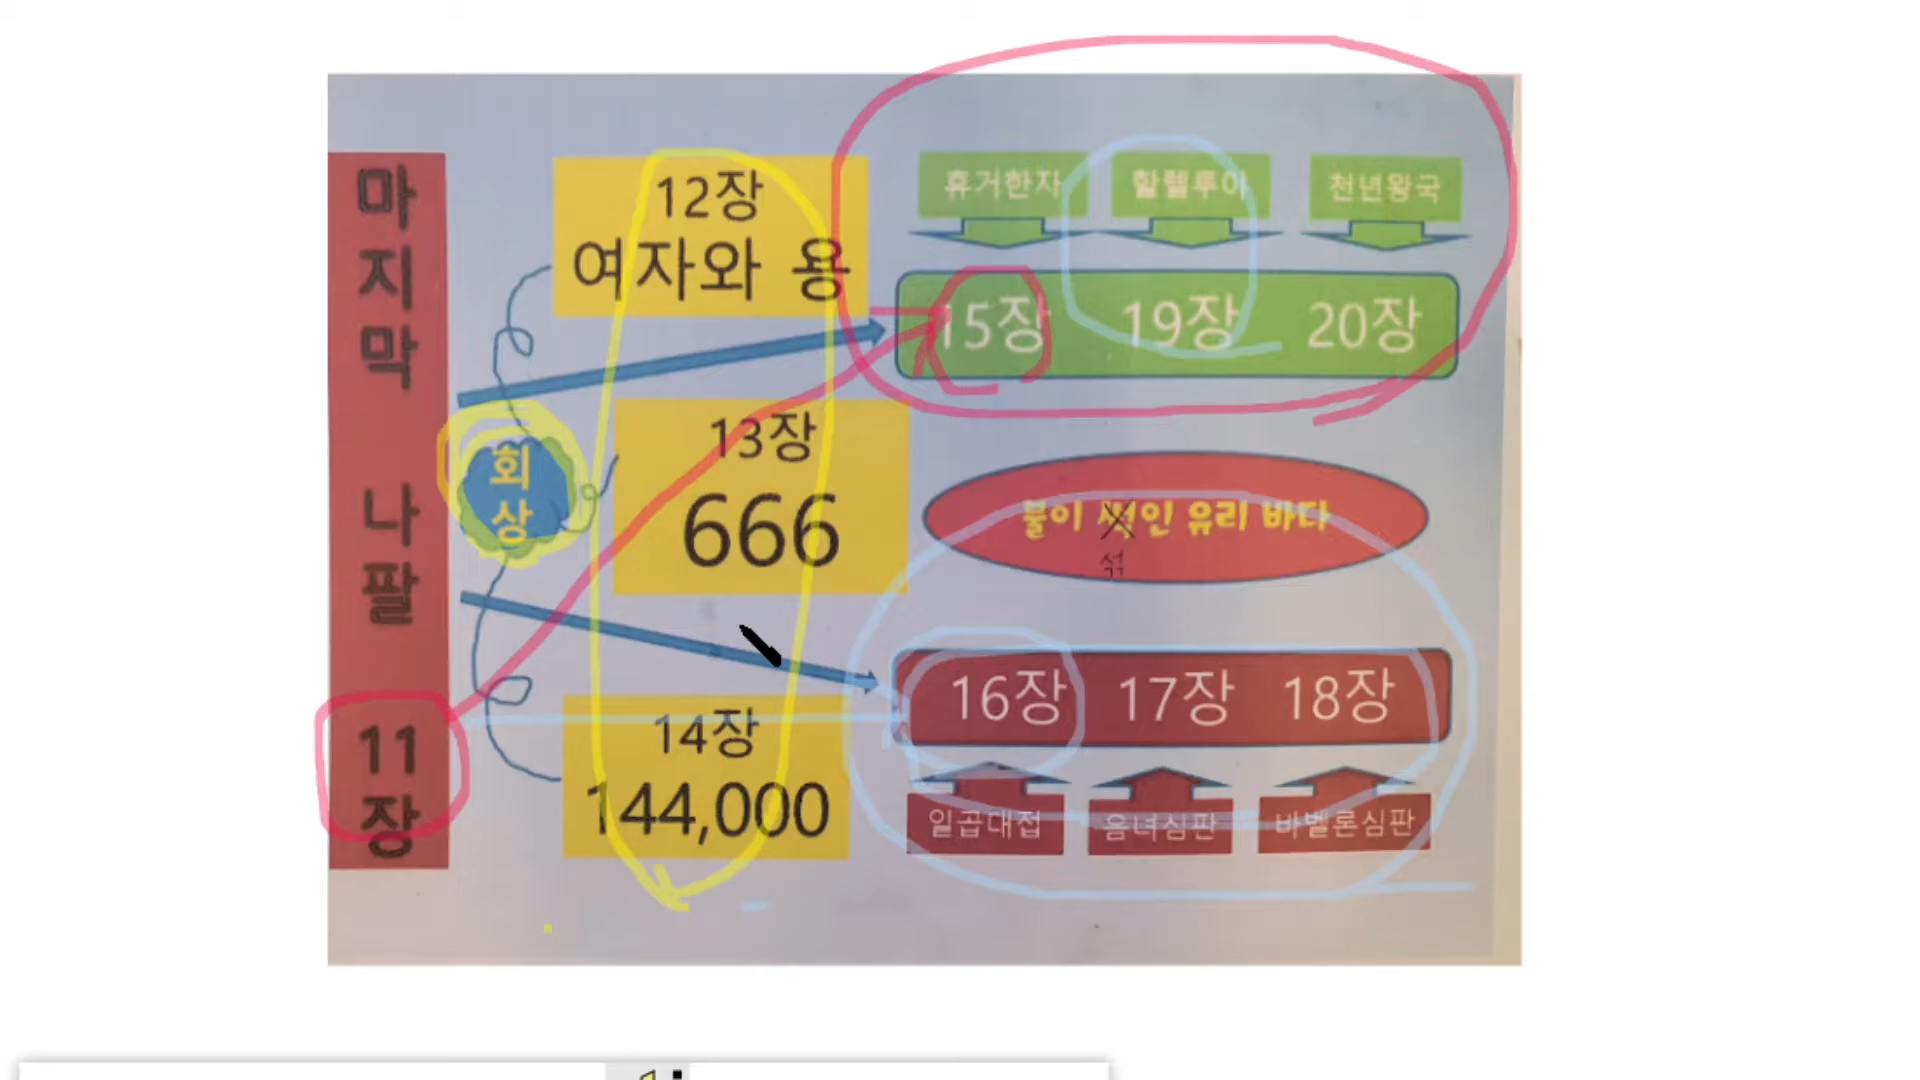 마지막 나팔 11장
회상
12장
여자와 용
13장
666
14장
144,000
휴거한자 할렐루야 천년왕국
15장 19장 20장
불이 썩인 유리 바다
섞
16장 17장 18장
일곱대접 음녀심판 바벨론심판